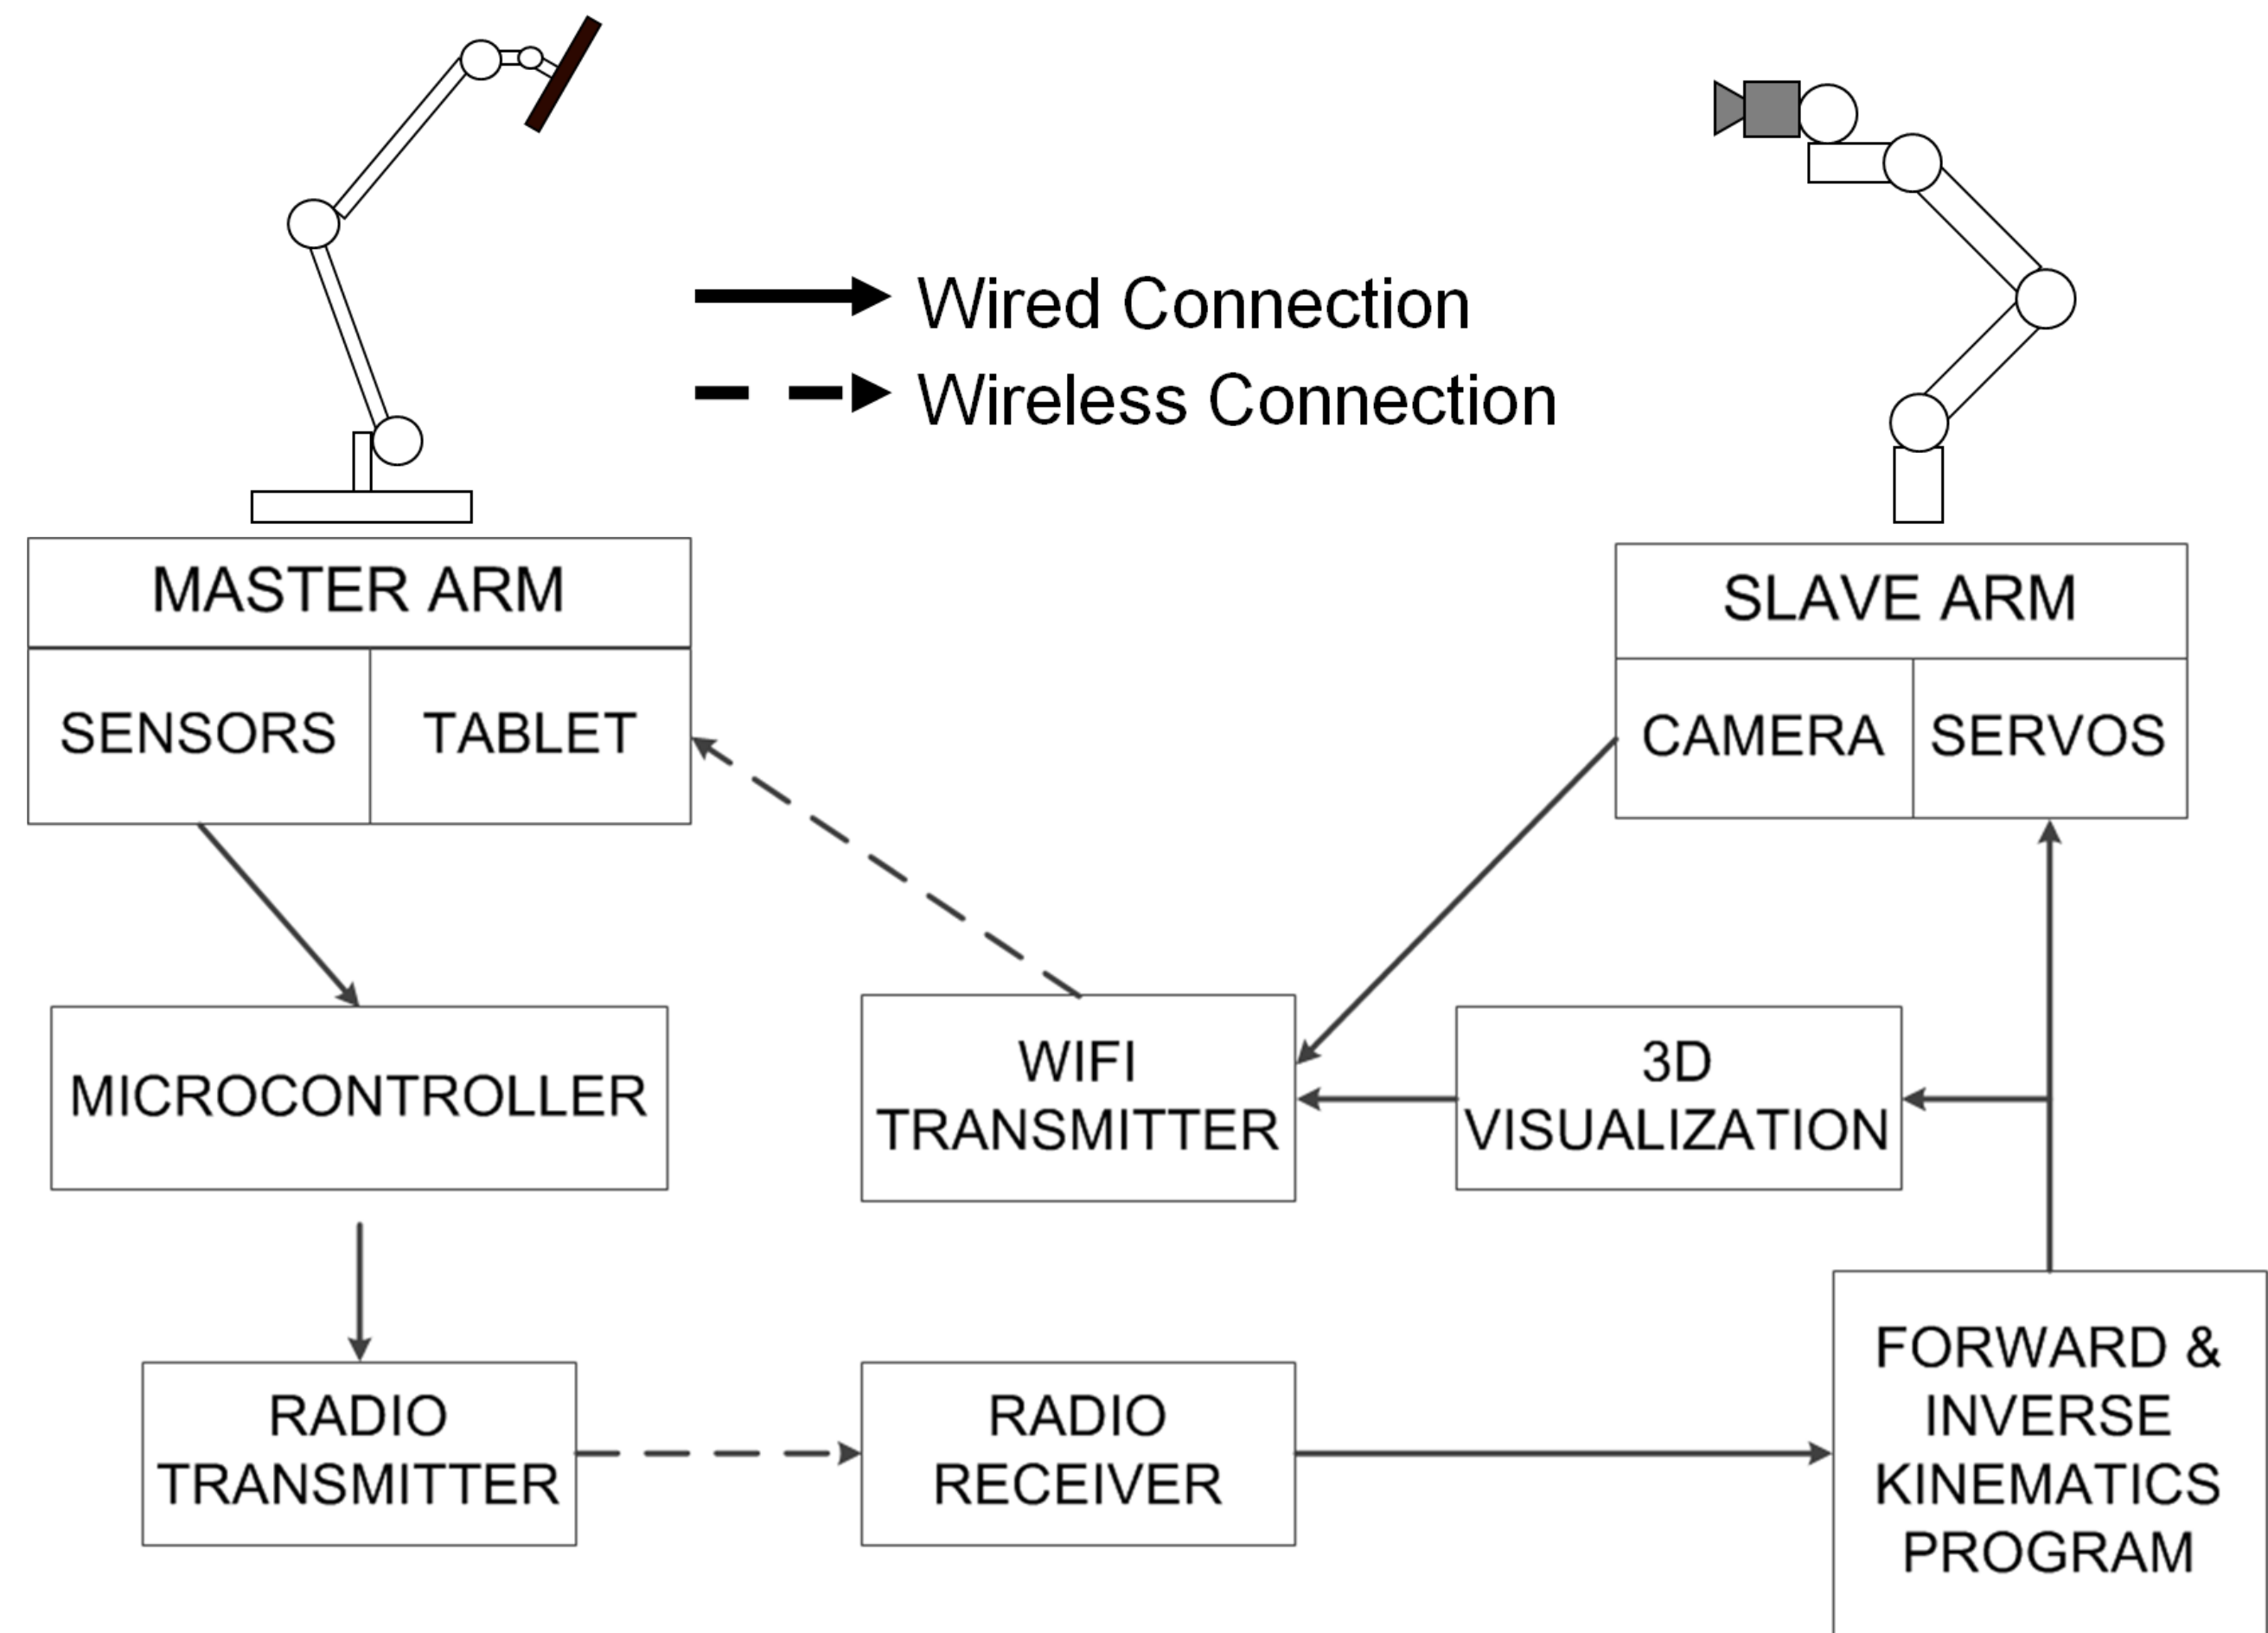 Wired Connection
Wireless Connection
MASTER ARM
SENSORS
TABLET
SLAVE ARM
CAMERA
SERVOS
MICROCONTROLLER
WIFI
TRANSMITTER
3D
VISUALIZATION
RADIO
TRANSMITTER
RADIO
RECEIVER
FORWARD &
INVERSE
KINEMATICS
PROGRAM